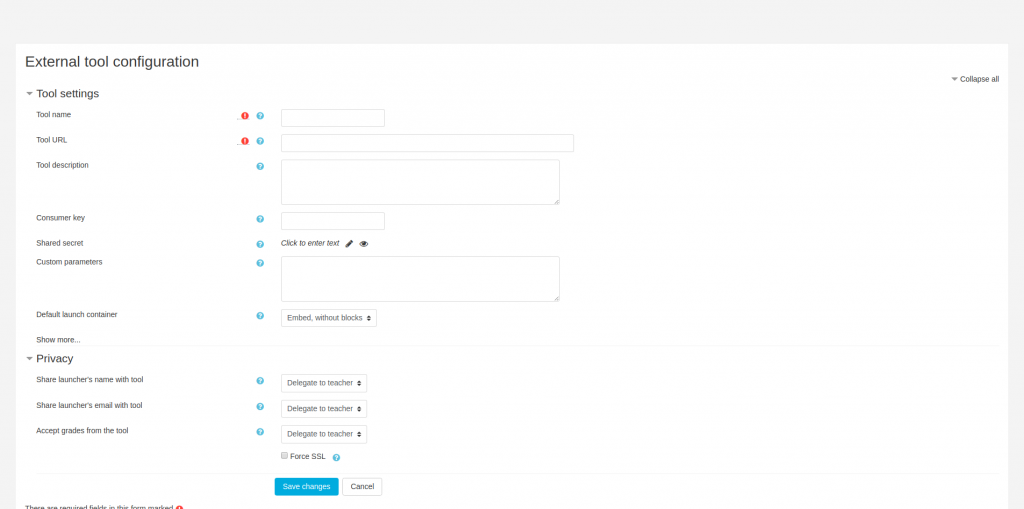 External tool configuration
Collapse all
Tool settings
Tool name
Tool URL
Tool description
Consumer key
Shared secret
Click to enter text
Custom parameters
Default launch container
Embed, without blocks
Show more...
Privacy
Share launcher's name with tool
Delegate to teacher
Share launcher's email with tool
Delegate to teacher
Accept grades from the tool
Delegate to teacher
Force SSL
Save changes
Cancel
There are required fields in this form marked